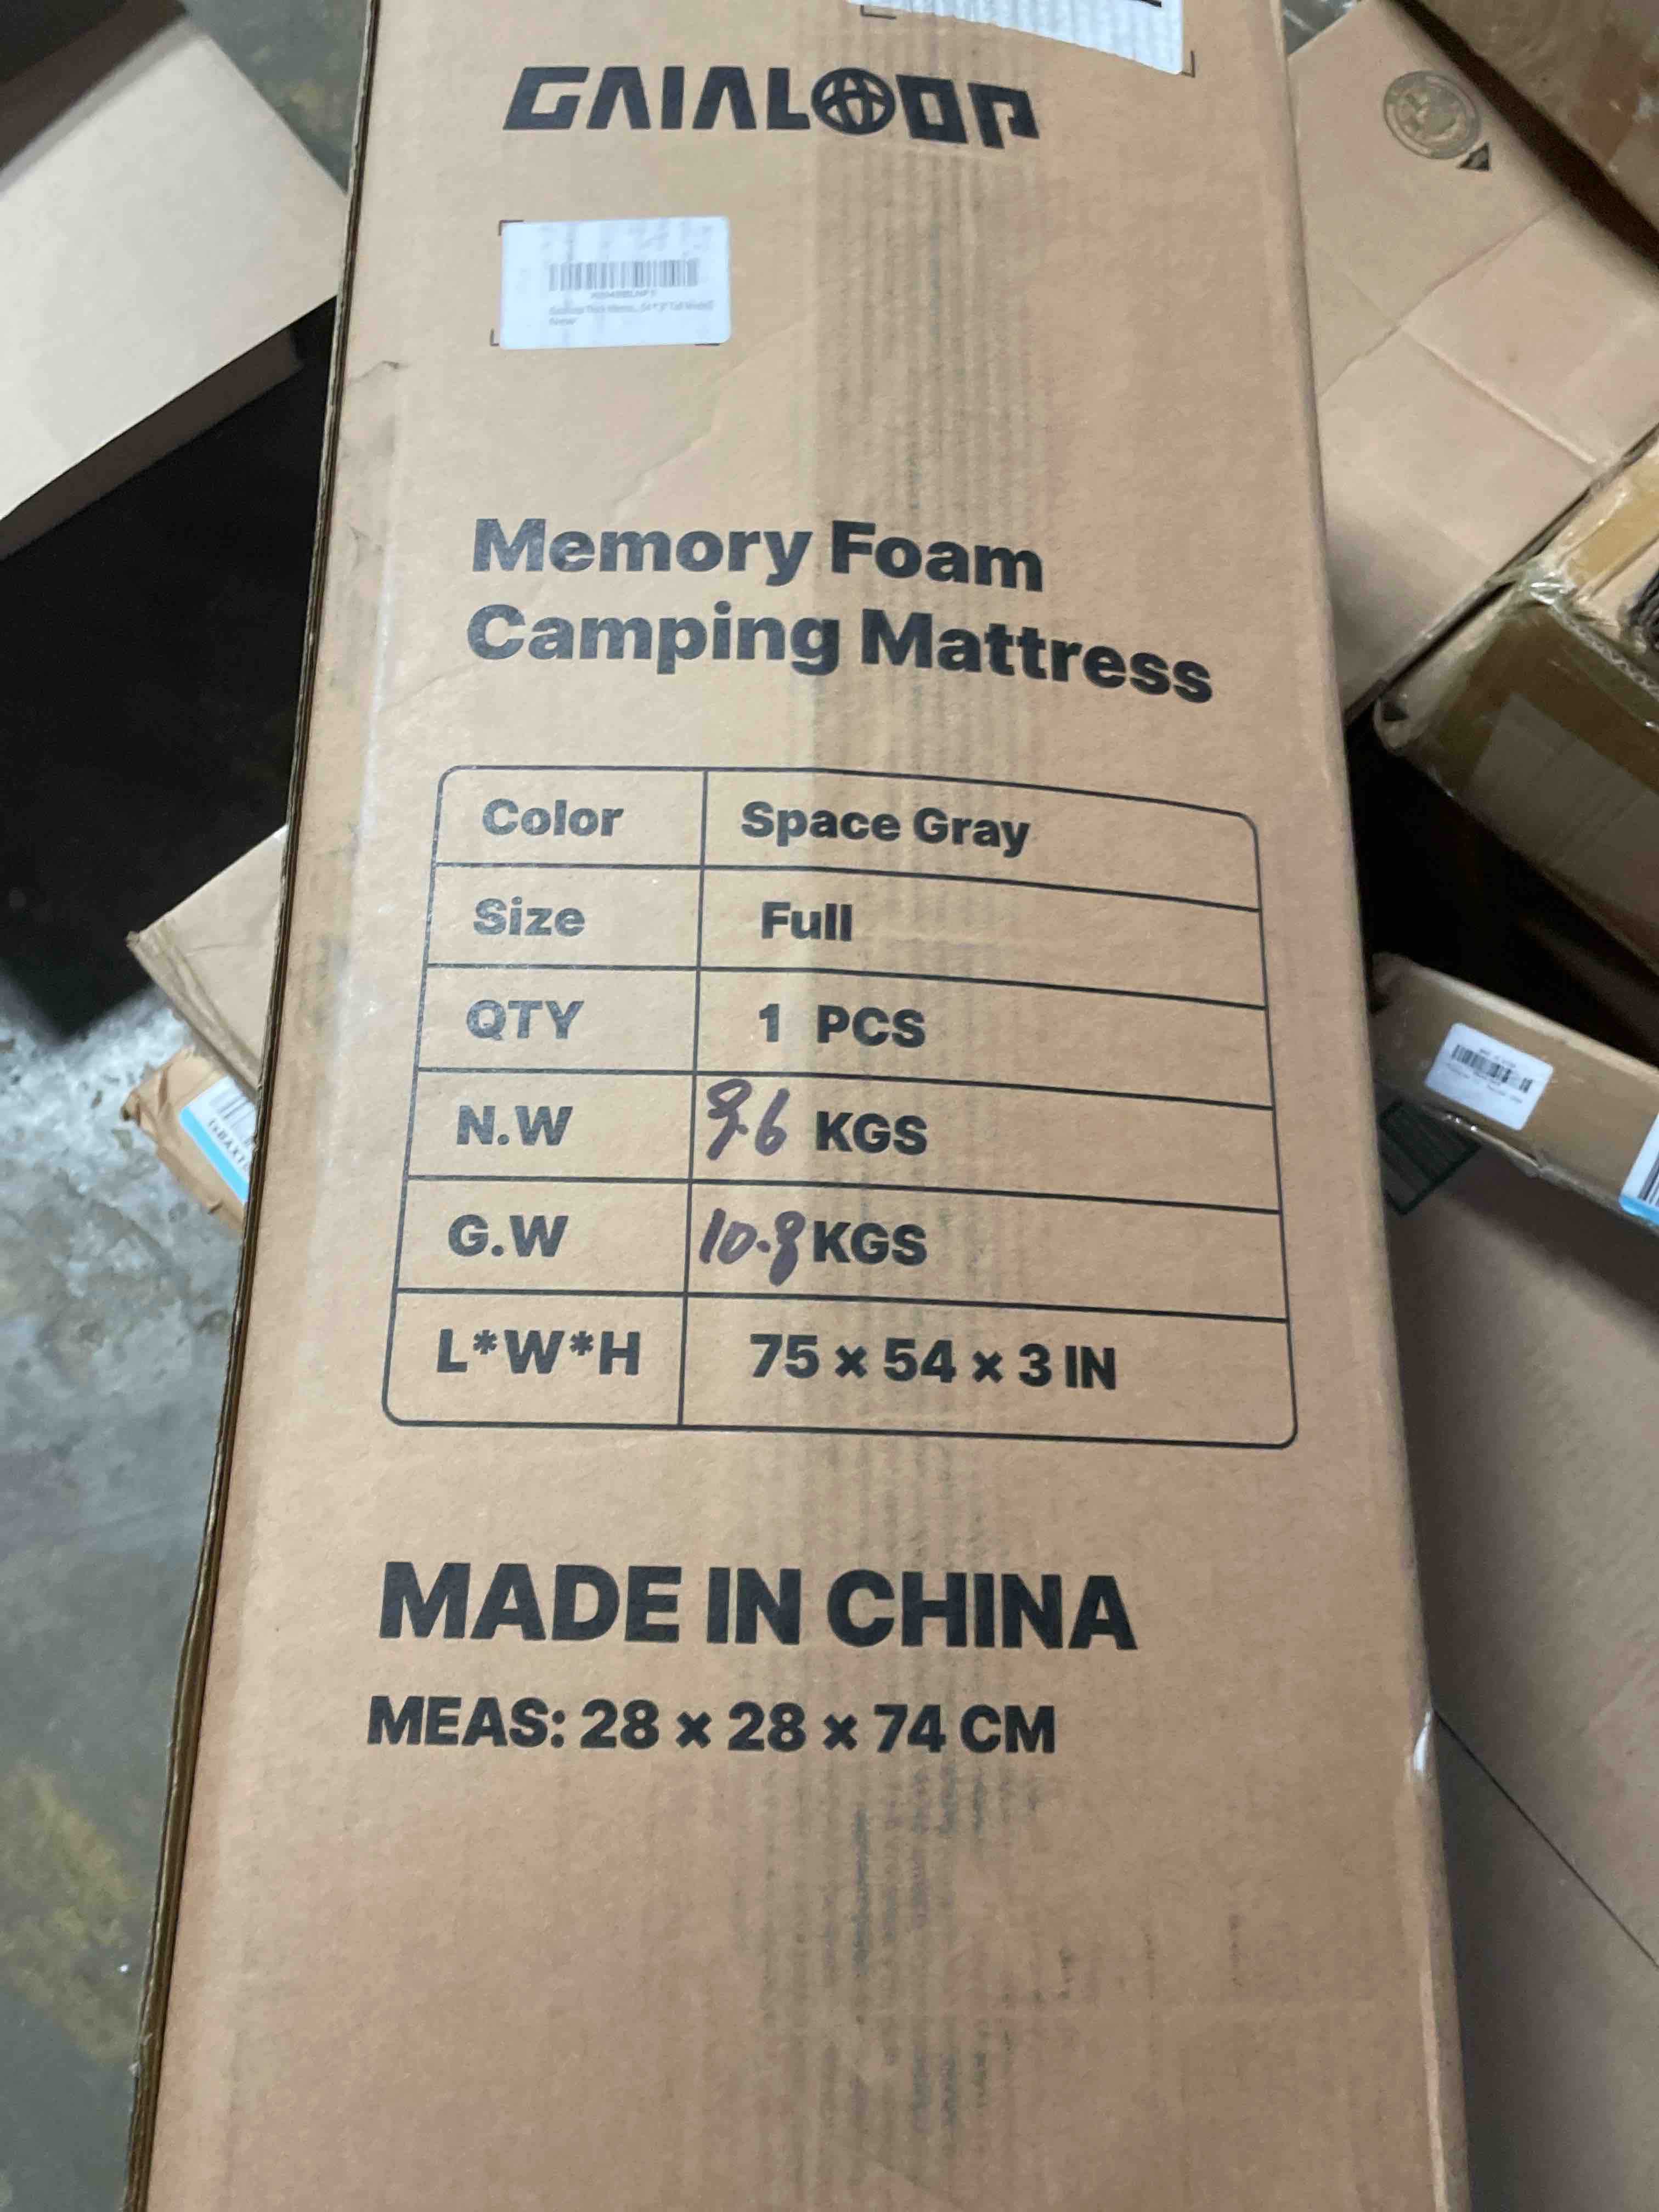 GAIALOOP
Memory Foam
Camping Mattress
Color Space Gray
Size Full
QTY 1 PCS
N.W 9.6 KGS
G.W 10.8 KGS
L*W*H 75 × 54 × 3 IN
MADE IN CHINA
MEAS: 28 × 28 × 74 CM